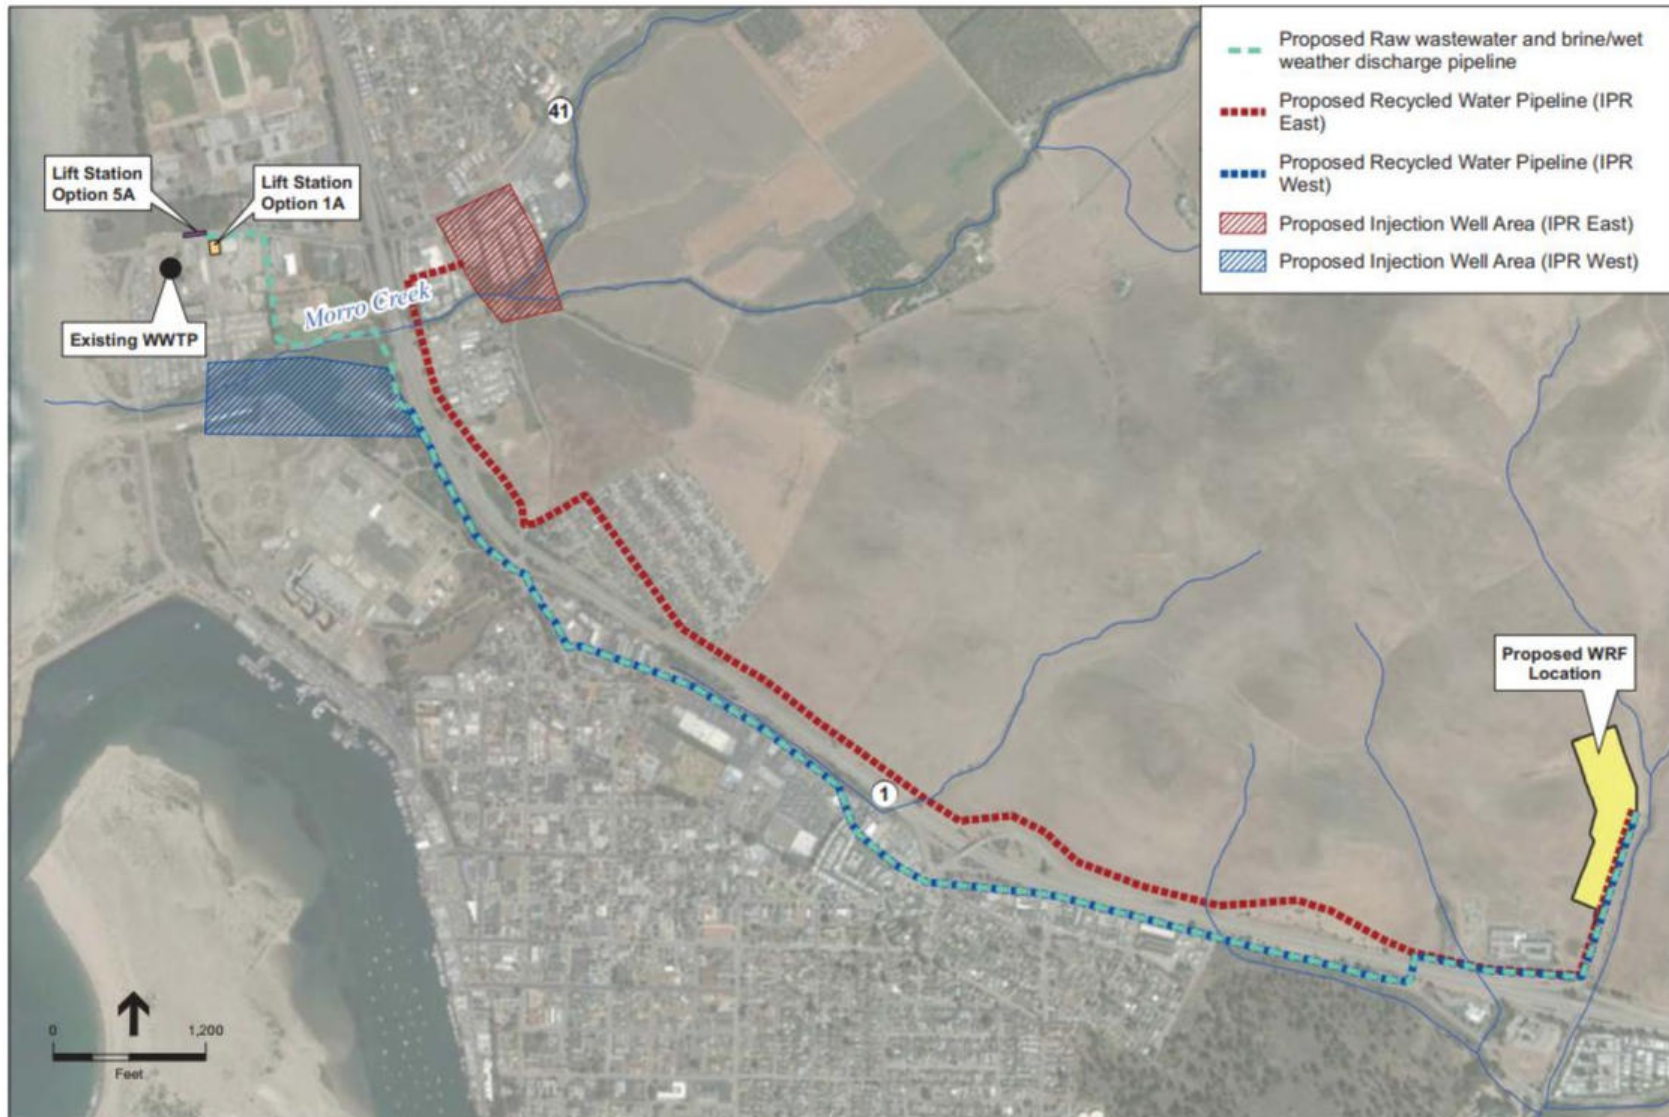 Proposed Raw wastewater and brine/wet
weather discharge pipeline
Proposed Recycled Water Pipeline (IPR
East)
Proposed Recycled Water Pipeline (IPR
West)
Proposed Injection Well Area (IPR East)
Proposed Injection Well Area (IPR West)
41
Lift Station
Option 5A
Lift Station
Option 1A
Morro Creek
Existing WWTP
Proposed WRF
Location
1
0 1,200
Feet